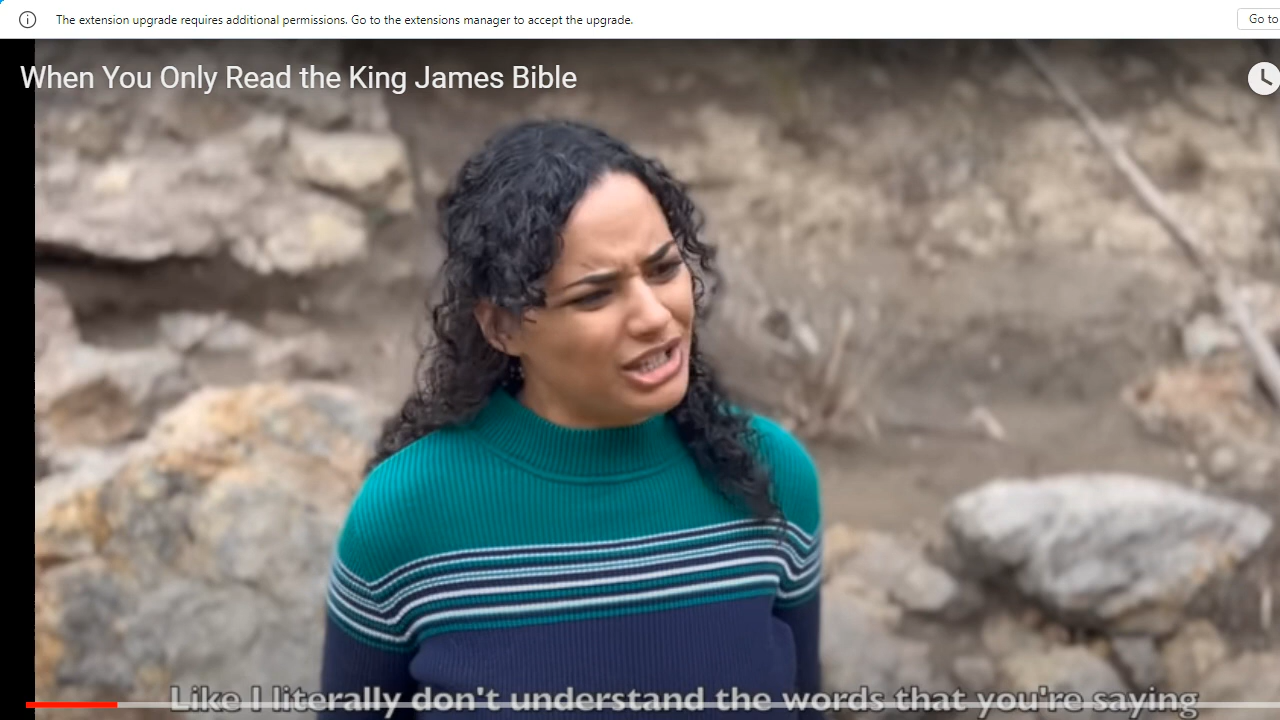 The extension upgrade requires additional permissions. Go to the extensions manager to accept the upgrade.
Go to
When You Only Read the King James Bible
Like I literally don't understand the words that you're saying